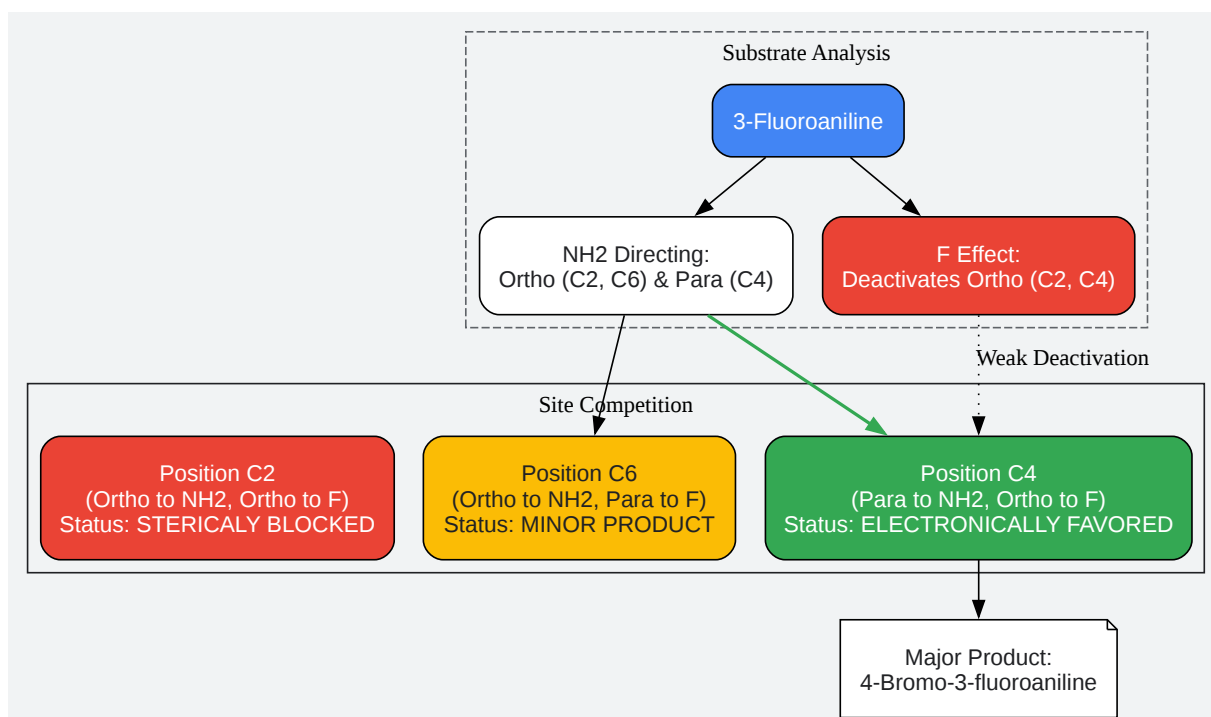 Substrate Analysis
3-Fluoroaniline
NH2 Directing:
Ortho (C2, C6) & Para (C4)
F Effect:
Deactivates Ortho (C2, C4)
Weak Deactivation
Site Competition
Position C2
(Ortho to NH2, Ortho to F)
Status: STERICALY BLOCKED
Position C6
(Ortho to NH2, Para to F)
Status: MINOR PRODUCT
Position C4
(Para to NH2, Ortho to F)
Status: ELECTRONICALLY FAVORED
Major Product:
4-Bromo-3-fluoroaniline